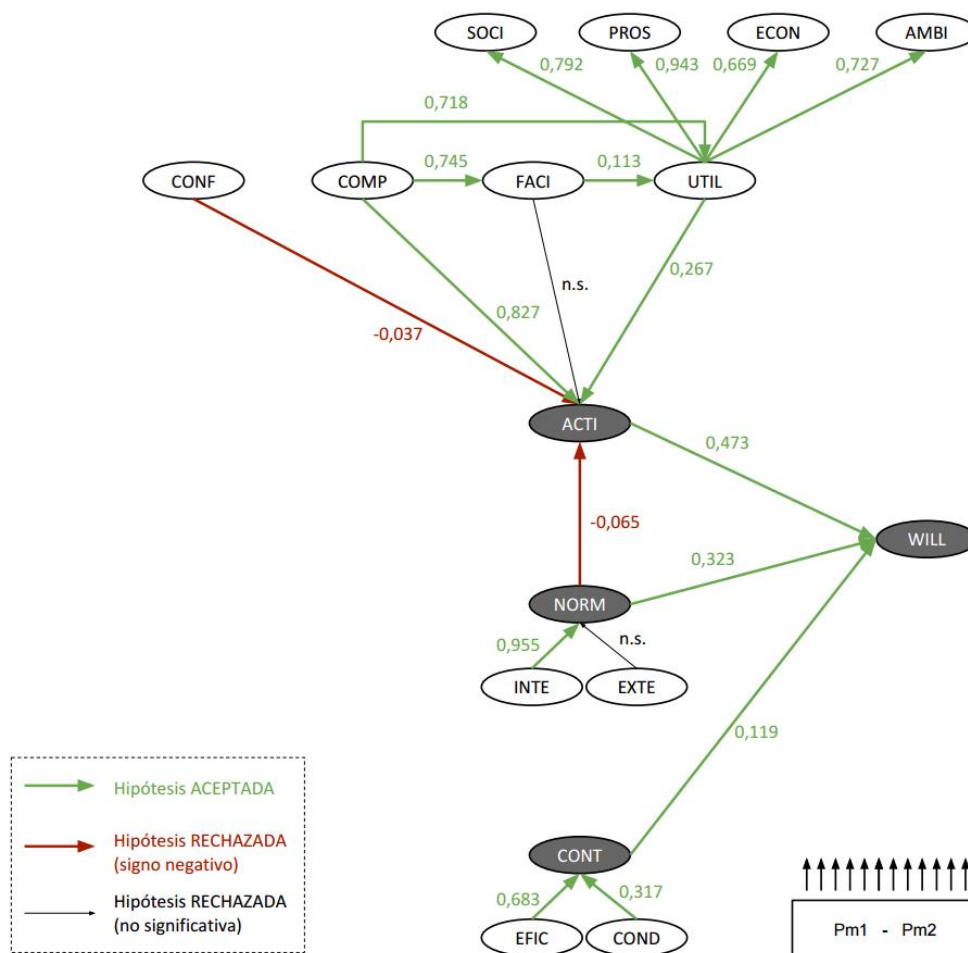 SOCI PROS ECON AMBI
0,792 0,943 0,669 0,727
0,718
0,745 0,113
CONF COMP FACI UTIL
n.s. 0,267
0,827
-0,037
ACTI
0,473
-0,065
WILL
0,323
NORM
0,955 n.s.
INTE EXTE
0,119
Hipótesis ACEPTADA
Hipótesis RECHAZADA
(signo negativo)
Hipótesis RECHAZADA
(no significativa)
CONT
0,683 0,317
EFIC COND
Pm1 - Pm2